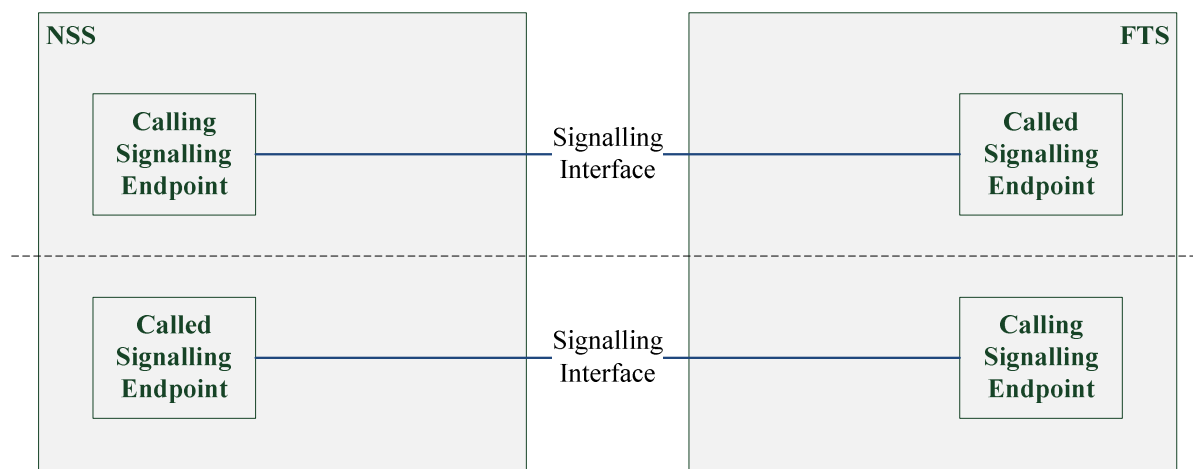 NSS
FTS
Calling
Signalling
Endpoint
Signalling
Interface
Called
Signalling
Endpoint
Called
Signalling
Endpoint
Signalling
Interface
Calling
Signalling
Endpoint